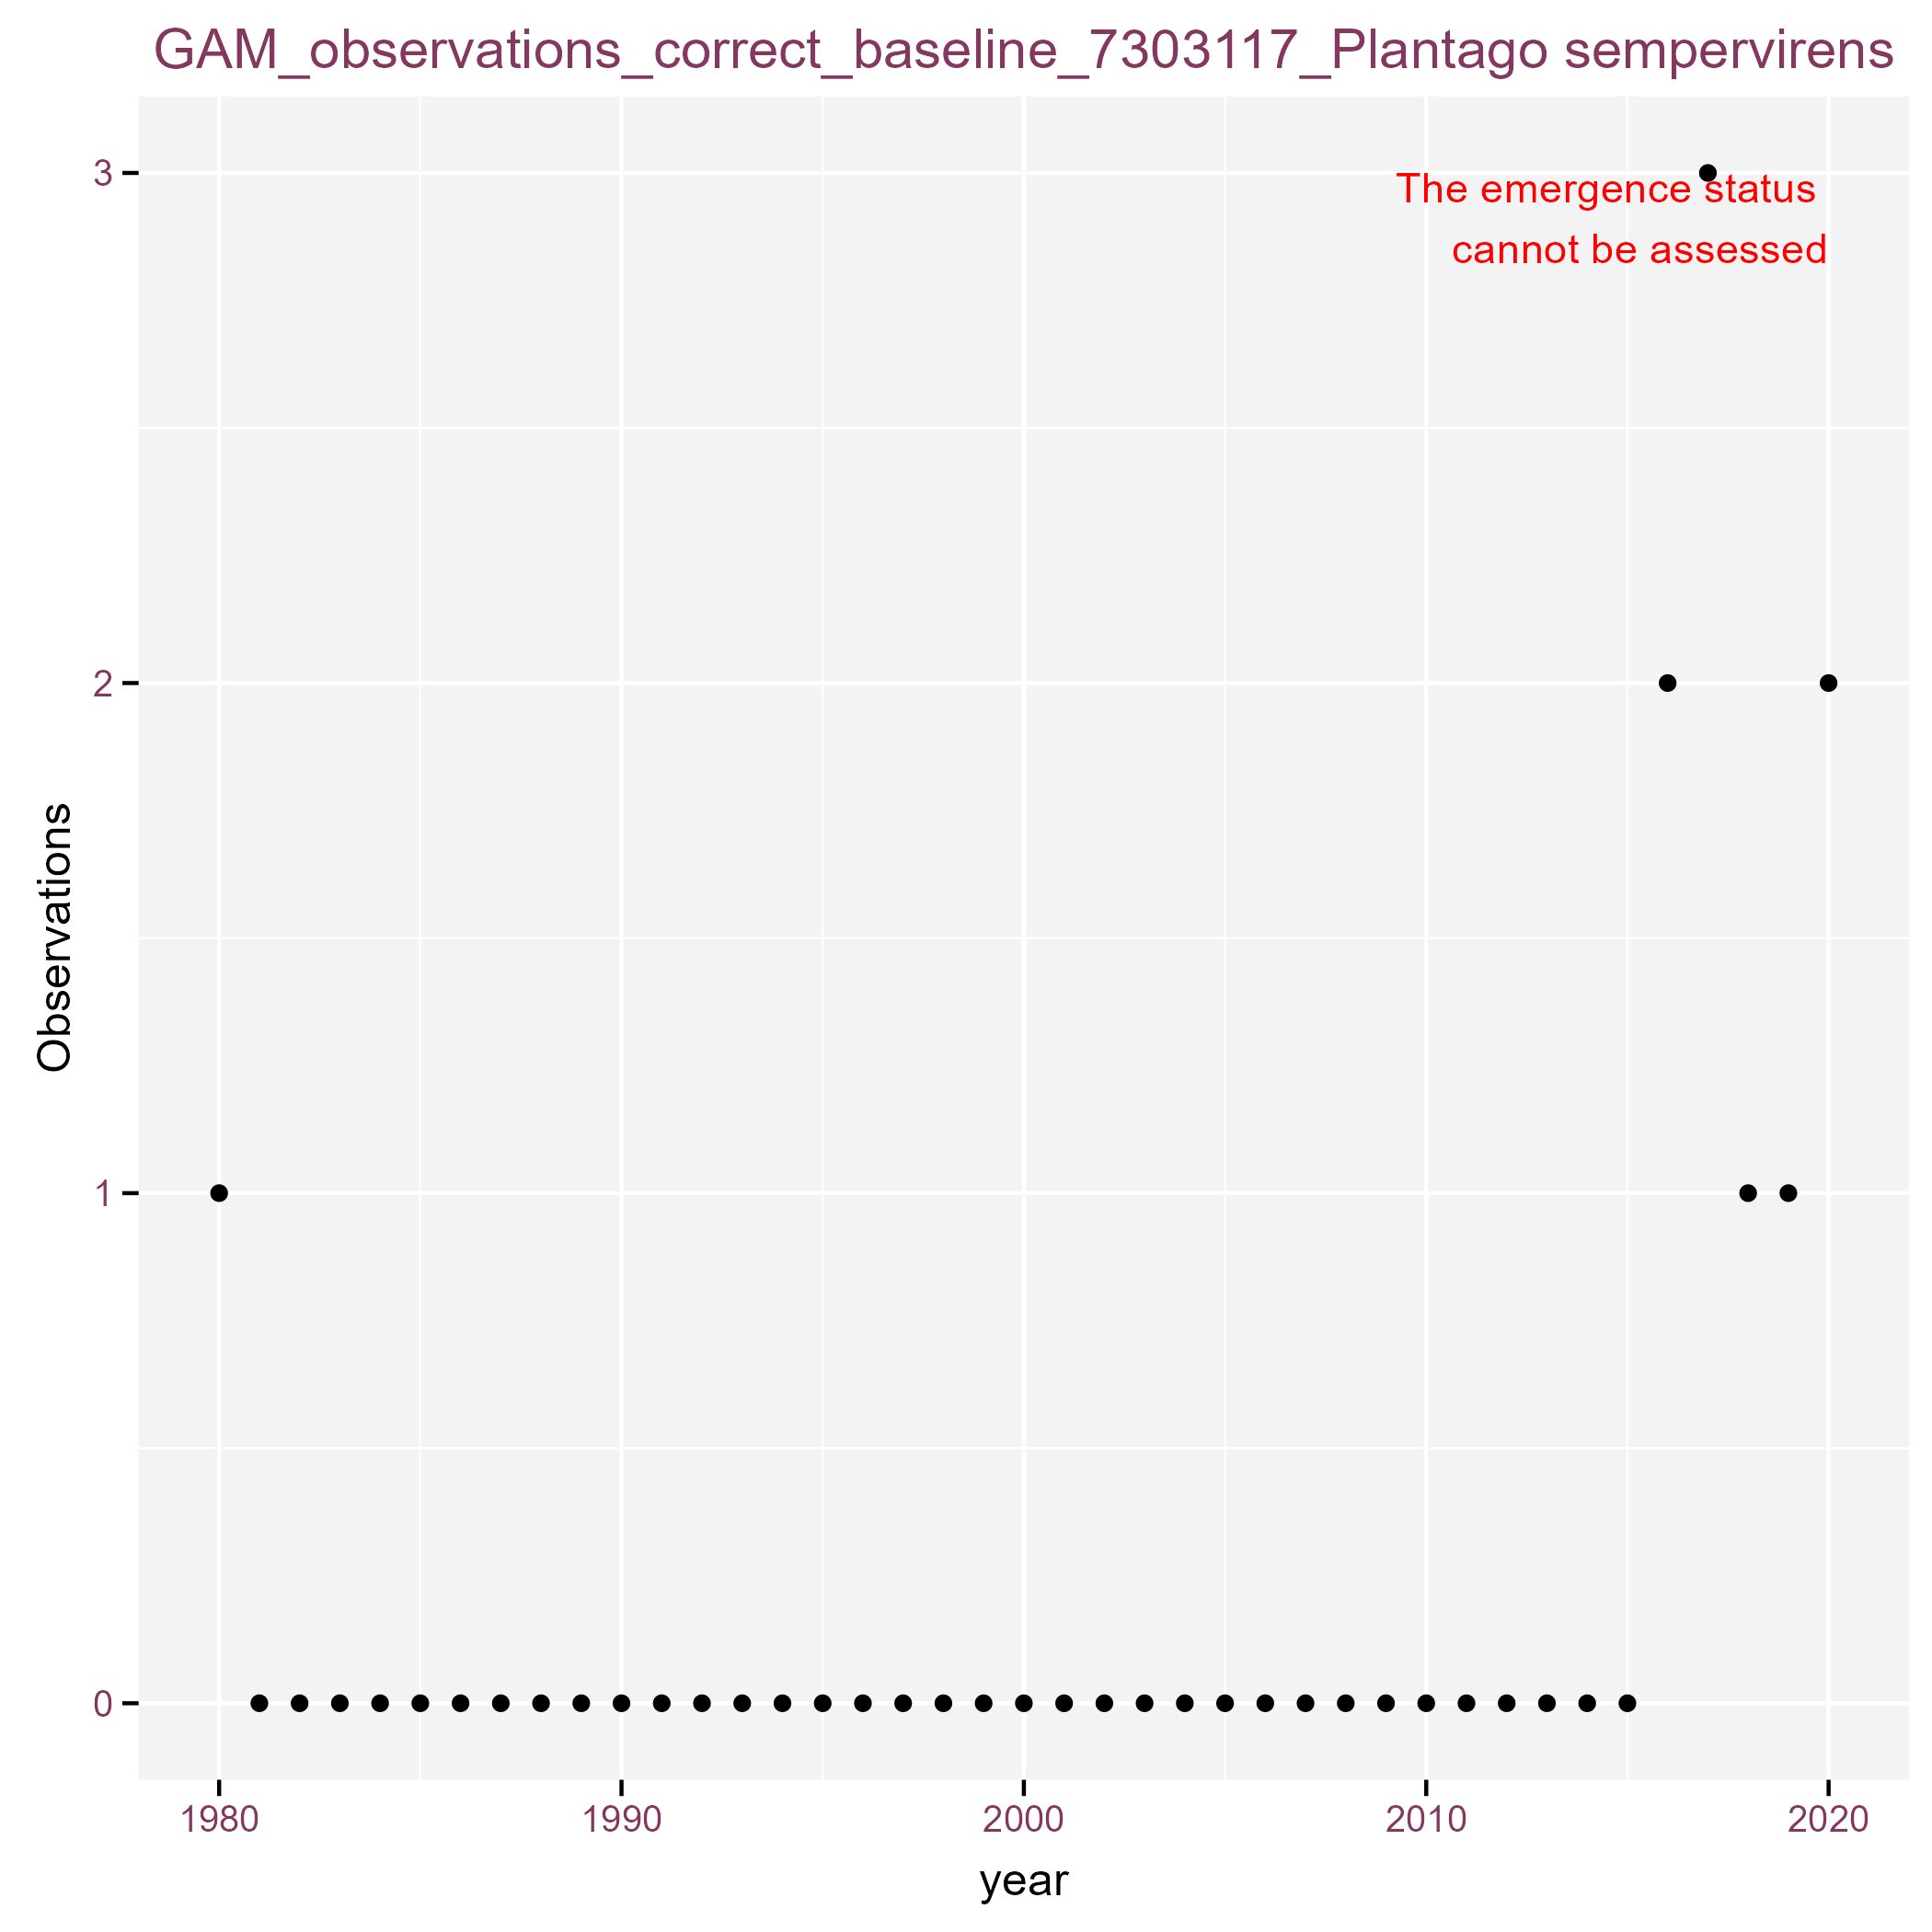 GAM_observations_correct_baseline_7303117_Plantago sempervirens
3
The emergence status
cannot be assessed
2
Observations
1
0
1980 1990 2000 2010 2020
year